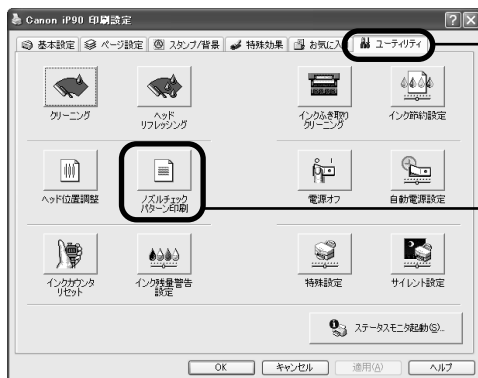 Canon iP90 印刷設定
基本設定 ページ設定 スタンプ/背景 特殊効果 お気に入 ユーティリティ
クリーニング
ヘッド
リフレッシング
インクふき取り
クリーニング
インク節約設定
ヘッド位置調整
ノズルチェック
パターン印刷
電源オフ
自動電源設定
インクカウンタ
リセット
インク残量警告
設定
特殊設定
サイレント設定
ステータスモニタ起動(S)...
OK キャンセル 適用(A) ヘルプ